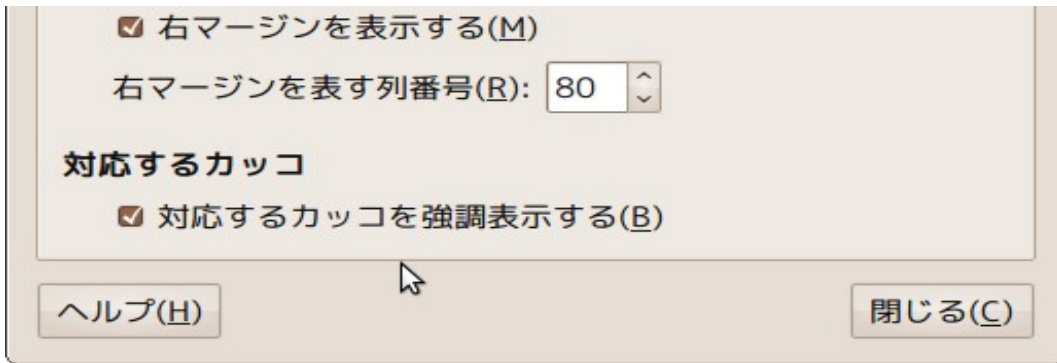 右マージンを表示する(M)
右マージンを表す列番号(R): 80
対応するカッコ
対応するカッコを強調表示する(B)
ヘルプ(H) 閉じる(C)